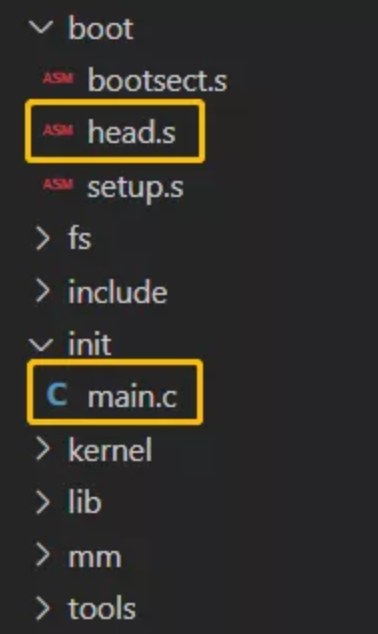 boot
ASM bootsect.s
ASM head.s
ASM setup.s
fs
include
init
C main.c
kernel
lib
mm
tools